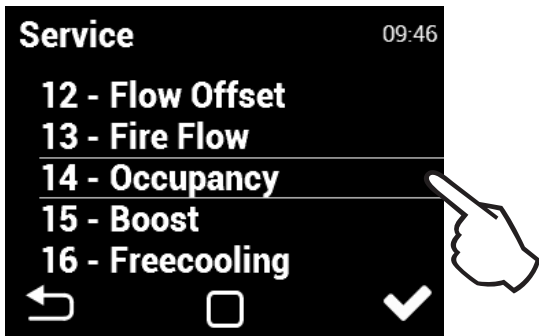 Service 09:46
12 - Flow Offset
13 - Fire Flow
14 - Occupancy
15 - Boost
16 - Freecooling